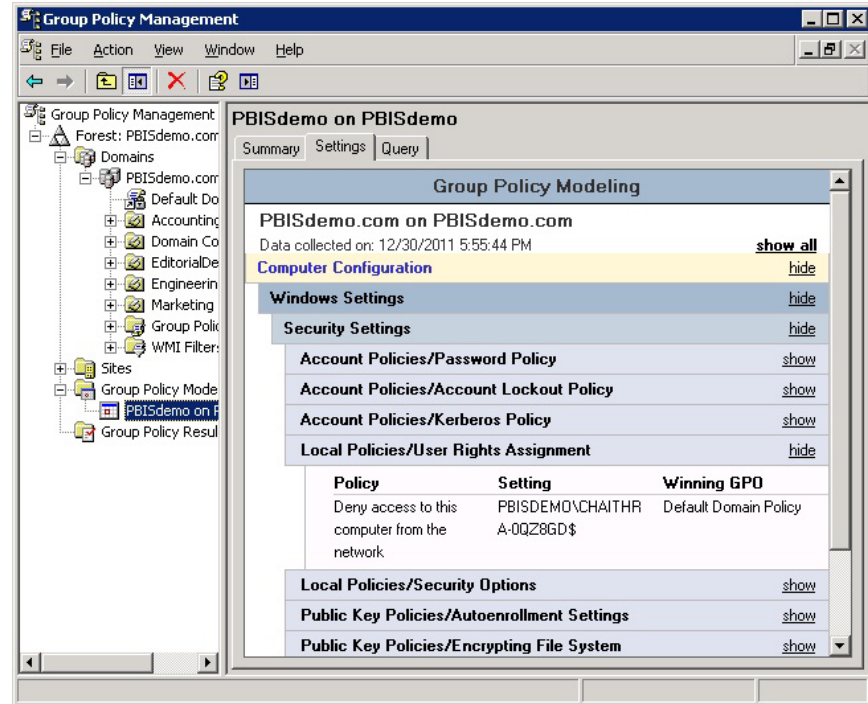 Group Policy Management
File Action View Window Help
Group Policy Management
Forest: PBISdemo.com
Domains
PBISdemo.com
Default Do
Accounting
Domain Co
EditorialDe
Engineerin
Marketing
Group Polic
WMI Filters
Sites
Group Policy Mode
PBISdemo on P
Group Policy Resul
PBISdemo on PBISdemo
Summary Settings Query
Group Policy Modeling
PBISdemo.com on PBISdemo.com
Data collected on: 12/30/2011 5:55:44 PM show all
Computer Configuration hide
Windows Settings hide
Security Settings hide
Account Policies/Password Policy show
Account Policies/Account Lockout Policy show
Account Policies/Kerberos Policy show
Local Policies/User Rights Assignment hide
Policy Setting Winning GPO
Deny access to this PBISDEMO\CHAITHR Default Domain Policy
computer from the A-0QZ8GD$
network
Local Policies/Security Options show
Public Key Policies/Autoenrollment Settings show
Public Key Policies/Encrypting File System show